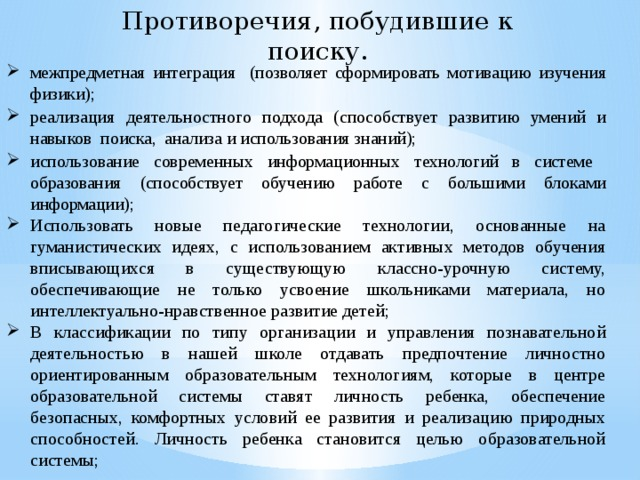 Противоречия, побудившие к
поиску.
межпредметная интеграция (позволяет сформировать мотивацию изучения
физики);
реализация деятельностного подхода (способствует развитию умений и
навыков поиска, анализа и использования знаний);
использование современных информационных технологий в системе
образования (способствует обучению работе с большими блоками
информации);
Использовать новые педагогические технологии, основанные на
гуманистических идеях, с использованием активных методов обучения
вписывающихся в существующую классно-урочную систему,
обеспечивающие не только усвоение школьниками материала, но
интеллектуально-нравственное развитие детей;
В классификации по типу организации и управления познавательной
деятельностью в нашей школе отдавать предпочтение личностно
ориентированным образовательным технологиям, которые в центре
образовательной системы ставят личность ребенка, обеспечение
безопасных, комфортных условий ее развития и реализацию природных
способностей. Личность ребенка становится целью образовательной
системы;